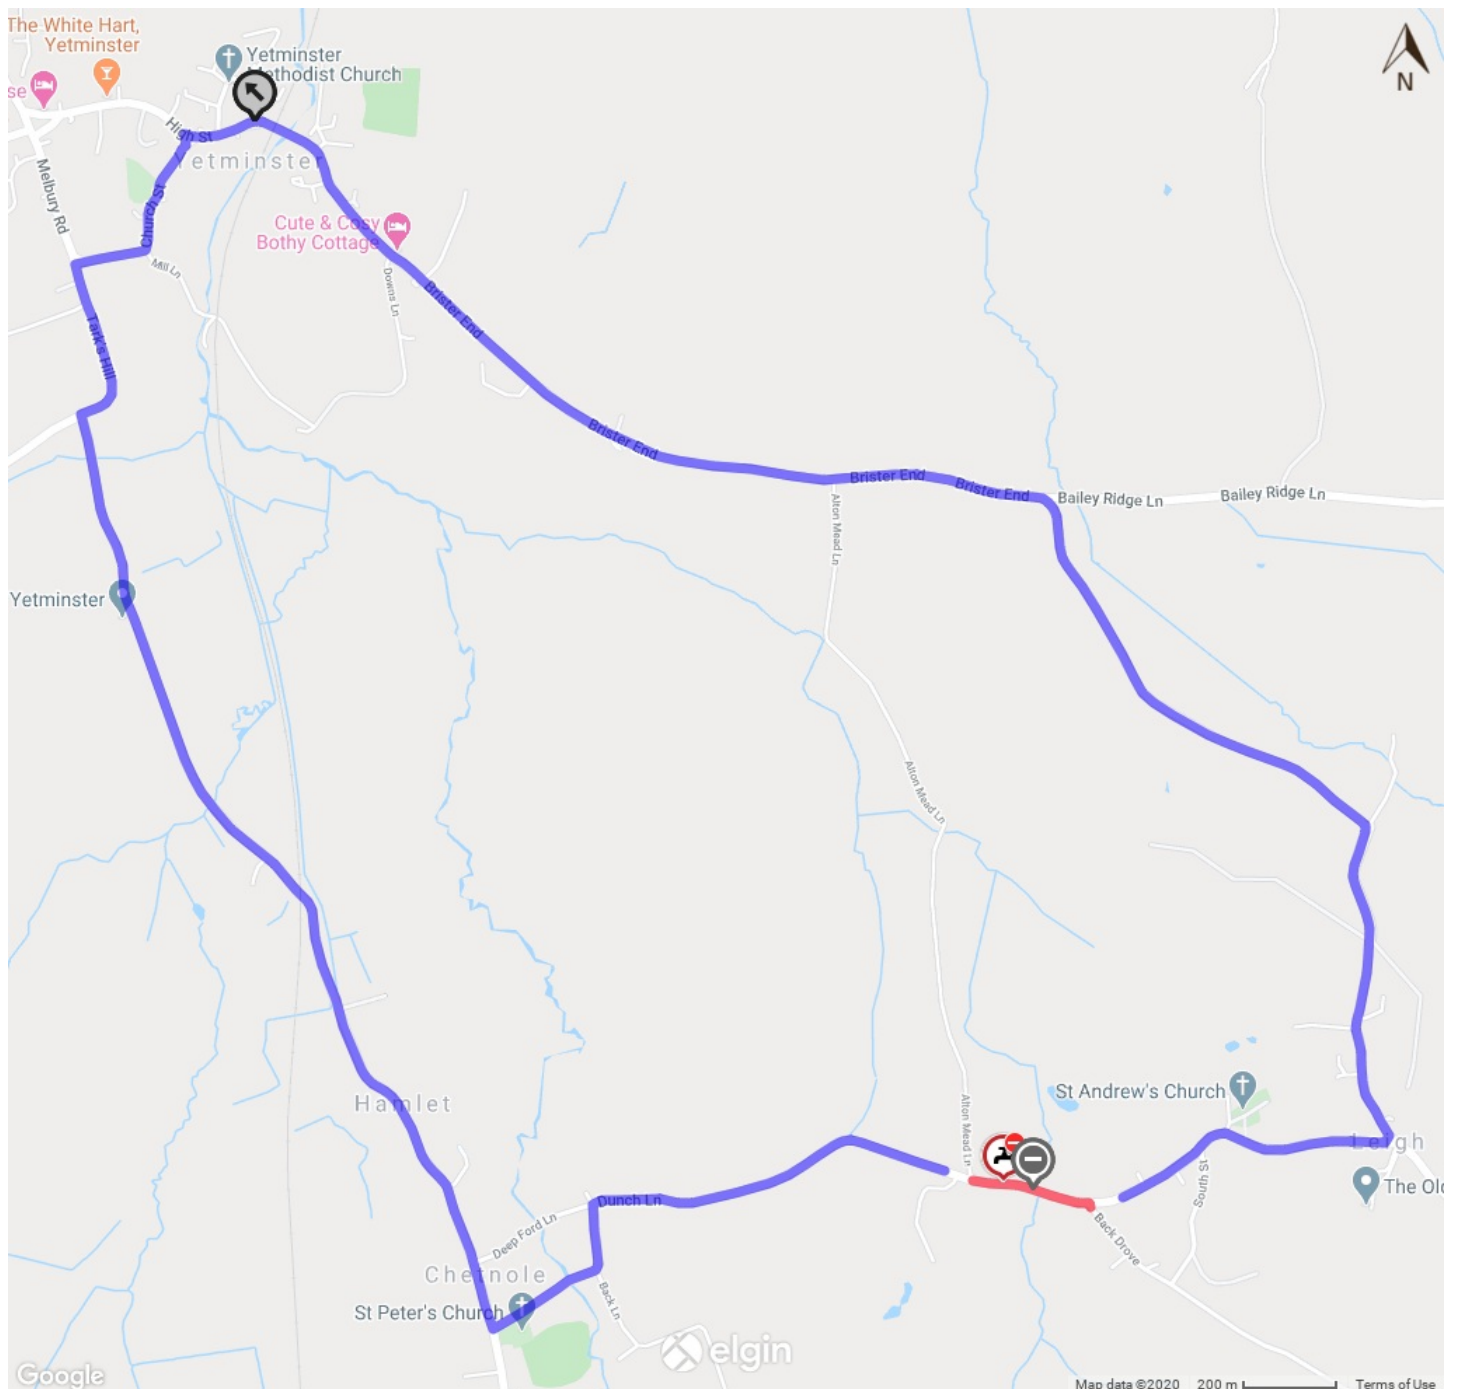 The White Hart,
Yetminster
Yetminster
Methodist Church
se
High St
Yetminster
Melbury Rd
Church St
Cute & Cosy
Bothy Cottage
Mill Ln
Downs Ln
Brister End
Tark's Hill
Brister End
Brister End
Brister End
Bailey Ridge Ln
Bailey Ridge Ln
Alton Mead Ln
Yetminster
Alton Mead Ln
St Andrew's Church
Hamlet
Alton Mead Ln
Leigh
South St
The Old
Dunch Ln
Deep Ford Ln
Back Drove
Chetnole
St Peter's Church
Back Ln
elgin
Google
Map data ©2020
200 m
Terms of Use
N